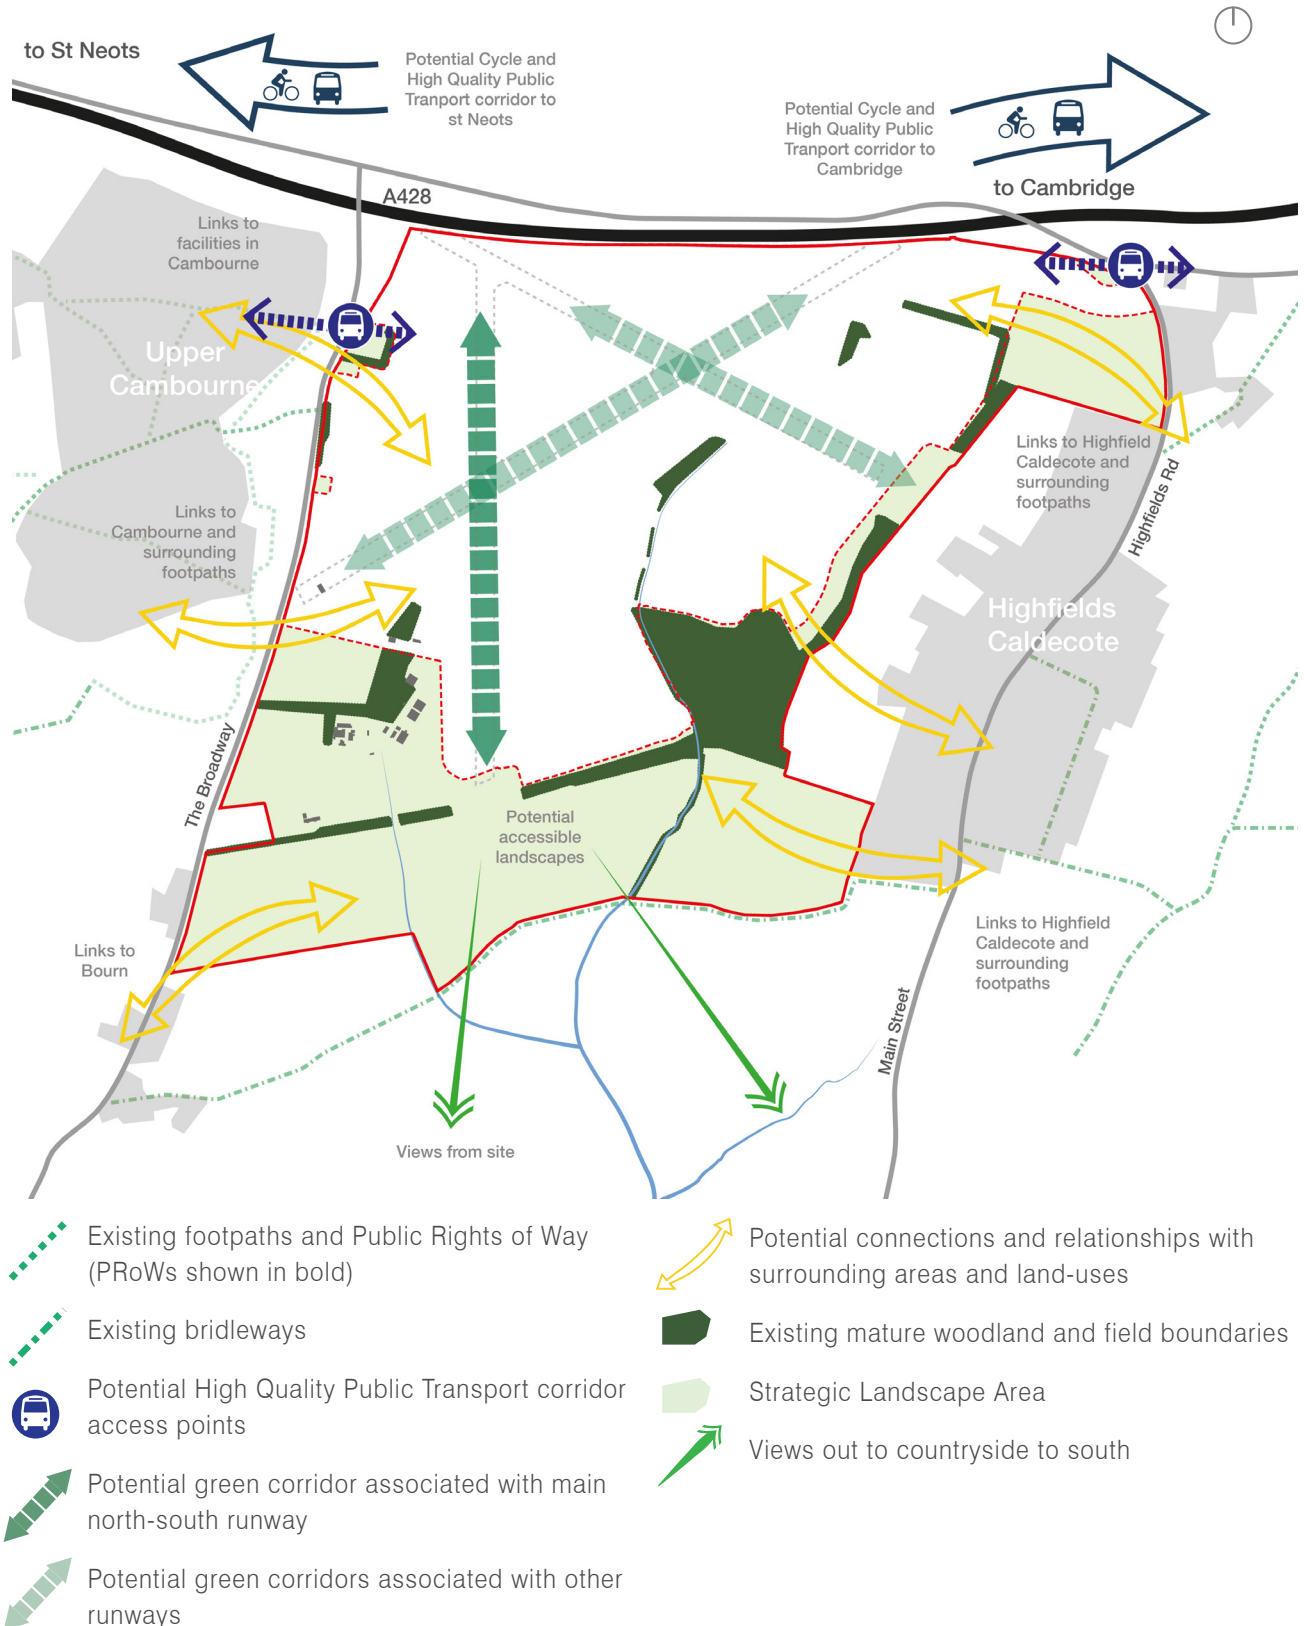 to St Neots
Potential Cycle and
High Quality Public
Tranport corridor to
st Neots
Potential Cycle and
High Quality Public
Tranport corridor to
Cambridge
to Cambridge
A428
Links to
facilities in
Cambourne
Upper
Cambourne
Links to Highfield
Caldecote and
surrounding
footpaths
Highfields Rd
Links to
Cambourne and
surrounding
footpaths
Highfields
Caldecote
The Broadway
Potential
accessible
landscapes
Links to
Bourn
Links to Highfield
Caldecote and
surrounding
footpaths
Main Street
Views from site
Existing footpaths and Public Rights of Way
(PRoWs shown in bold)
Existing bridleways
Potential High Quality Public Transport corridor
access points
Potential green corridor associated with main
north-south runway
Potential green corridors associated with other
runways
Potential connections and relationships with
surrounding areas and land-uses
Existing mature woodland and field boundaries
Strategic Landscape Area
Views out to countryside to south